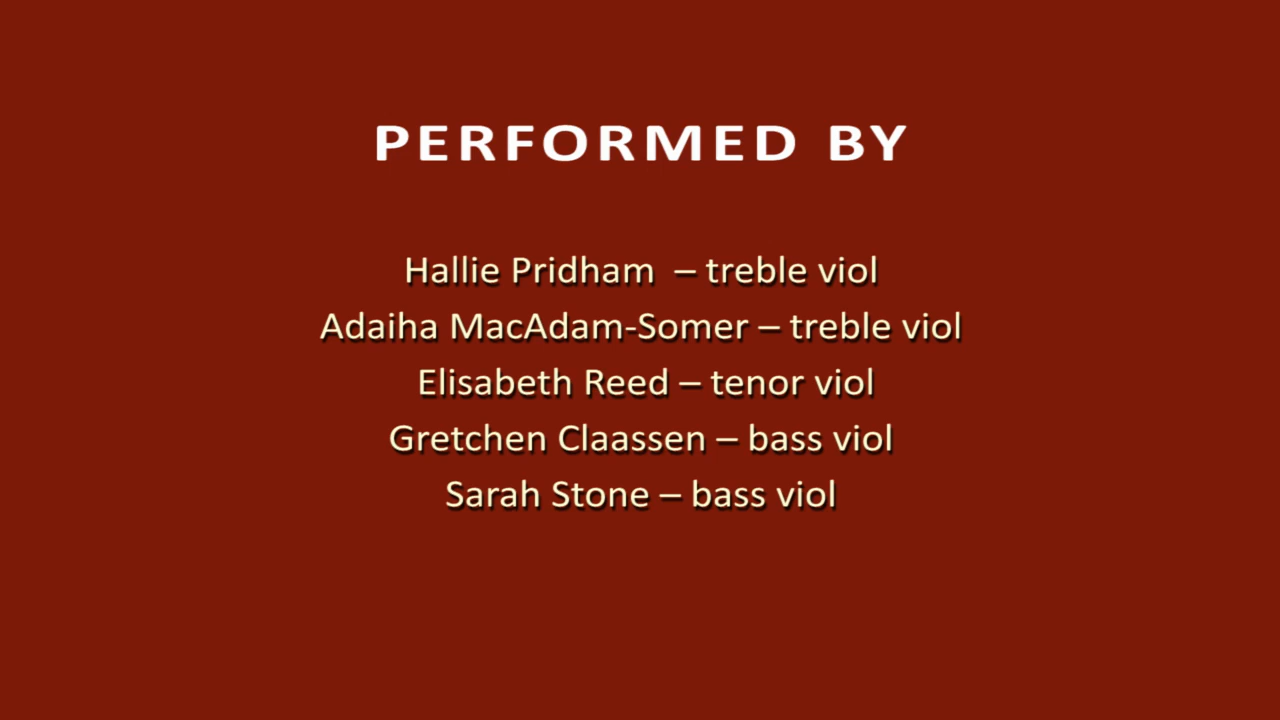 PERFORMED BY
Hallie Pridham – treble viol
Adaiha MacAdam-Somer – treble viol
Elisabeth Reed – tenor viol
Gretchen Claassen – bass viol
Sarah Stone – bass viol